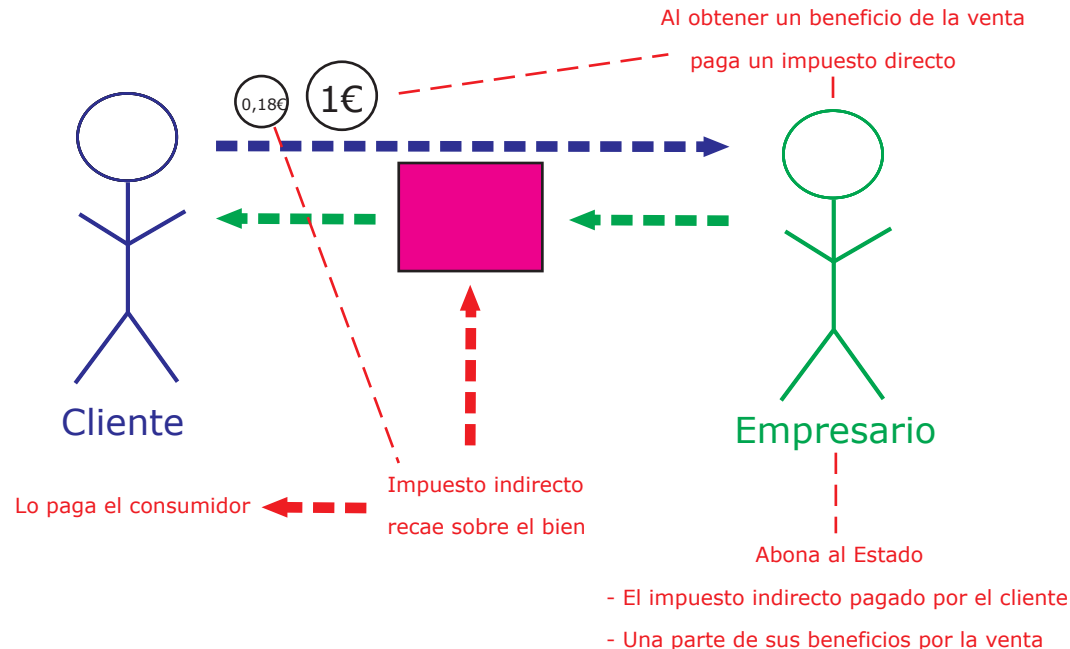 Al obtener un beneficio de la venta
paga un impuesto directo
0,18€
1€
Cliente
Empresario
Impuesto indirecto
recae sobre el bien
Lo paga el consumidor
Abona al Estado
- El impuesto indirecto pagado por el cliente
- Una parte de sus beneficios por la venta